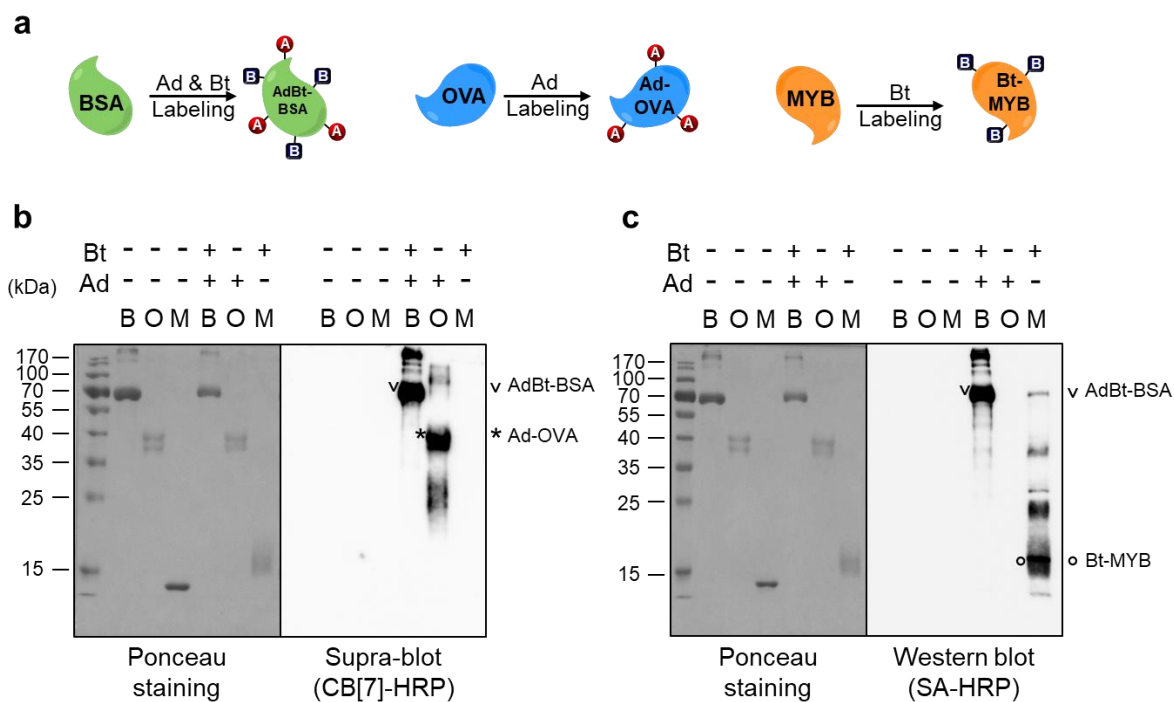 a
BSA
Ad & Bt
Labeling
A
B
B
AdBt-
BSA
A
A
B
OVA
Ad
Labeling
A
Ad-
OVA
A
A
MYB
Bt
Labeling
B
B
Bt-
MYB
B
b
Bt - - - + - + - - - + - +
(kDa) Ad - - - + + - - - - + + -
B O M B O M B O M B O M
170
100
70
55
40
35
25
15
v
v AdBt-BSA
*
* Ad-OVA
Ponceau
staining
Supra-blot
(CB[7]-HRP)
c
Bt - - - + - + - - - + - +
Ad - - - + + - - - - + + -
B O M B O M B O M B O M
170
100
70
55
40
35
25
15
v
v AdBt-BSA
o
o Bt-MYB
Ponceau
staining
Western blot
(SA-HRP)